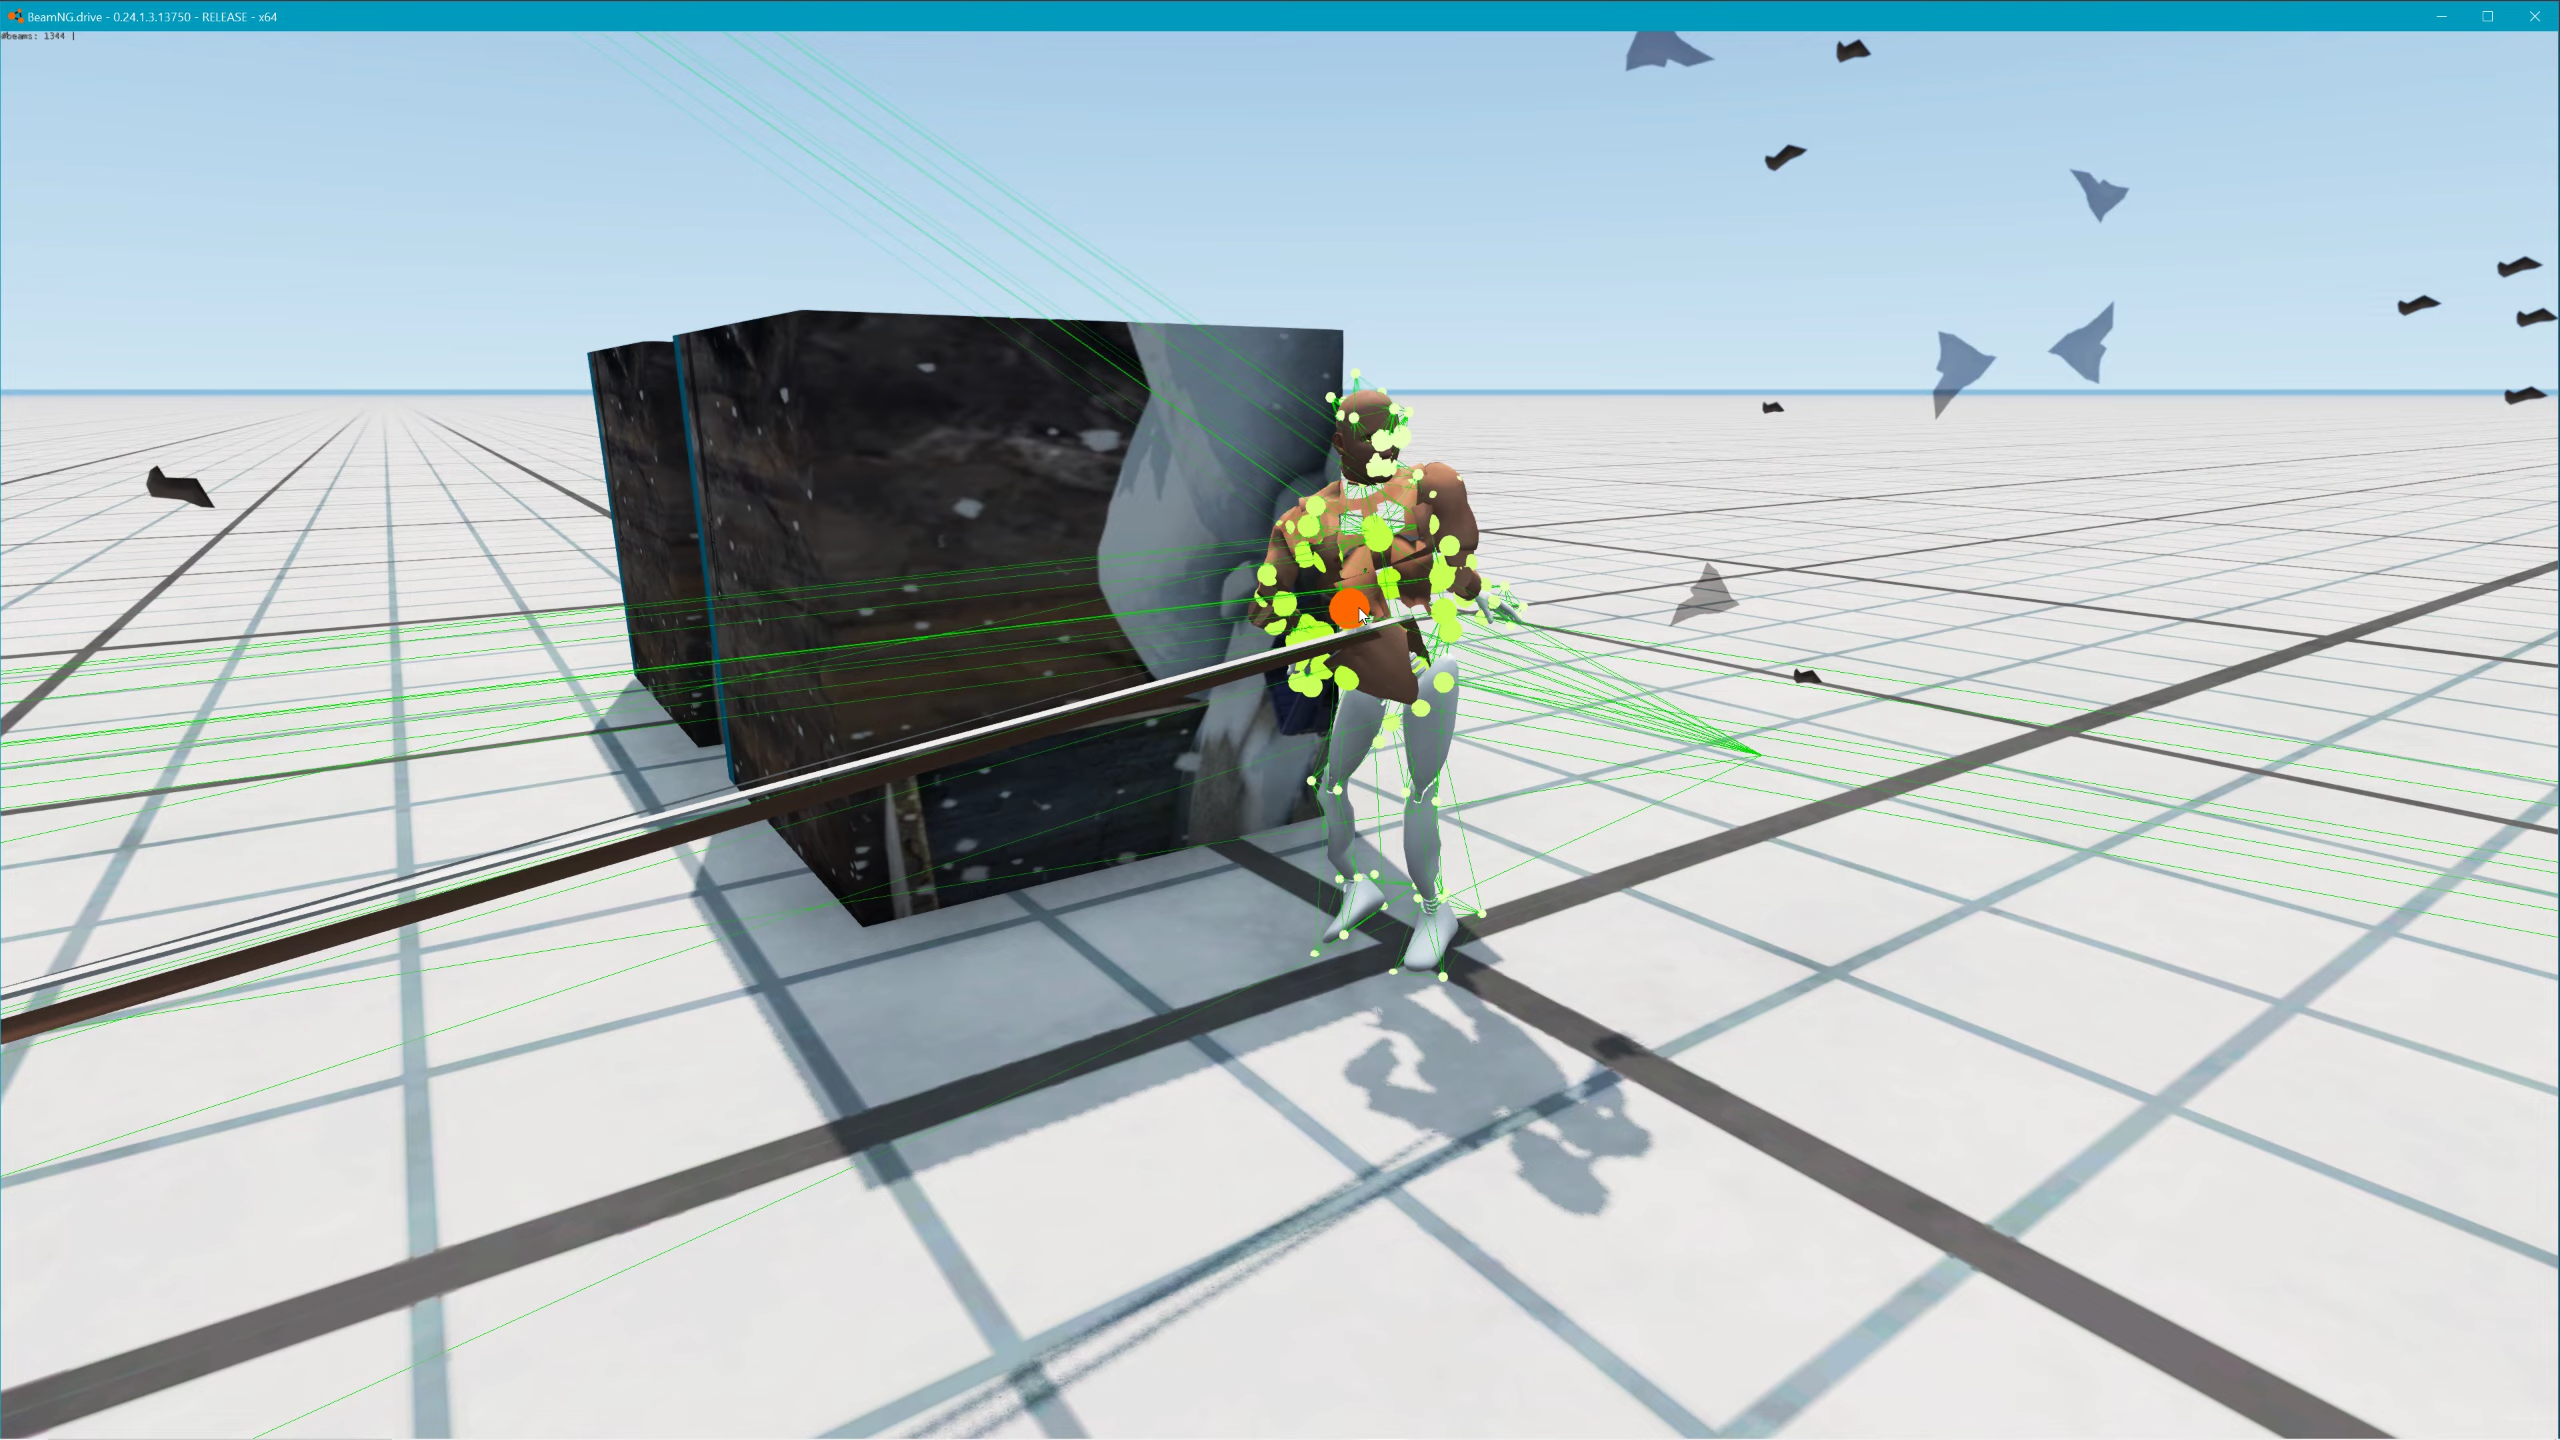 BeamNG.drive - 0.24.1.3.13750 - RELEASE - x64
#beams: 1344 |